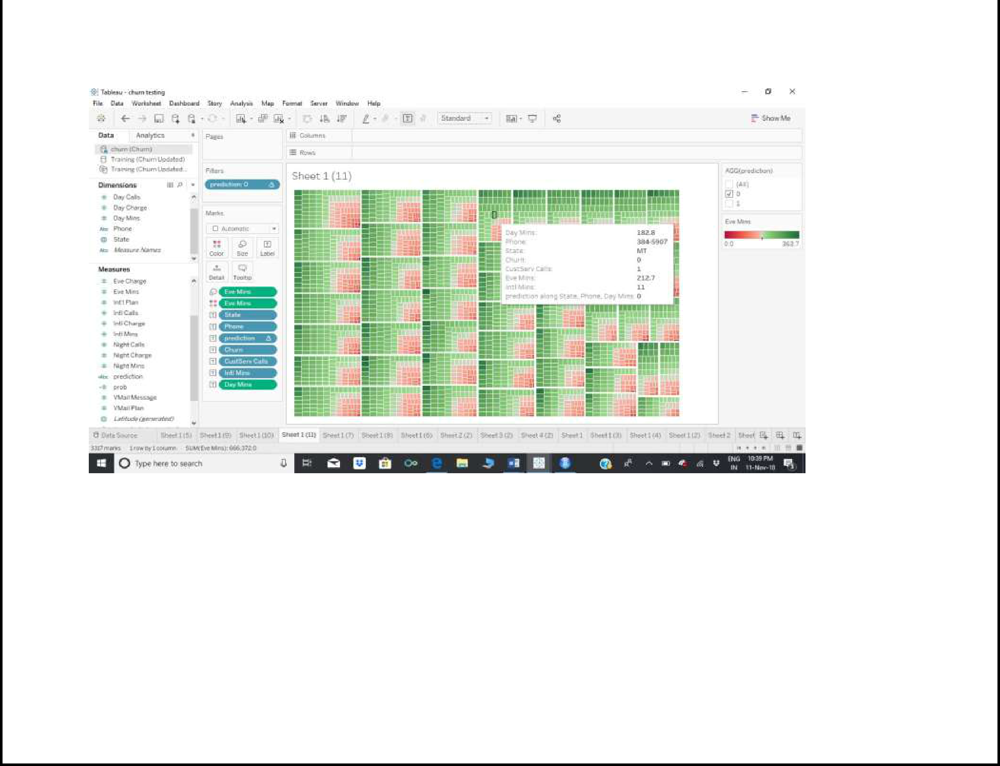 Tableau - churn testing
File Data Worksheet Dashboard Story Analysis Map Format Server Window Help
Standard
Show Me
Data Analytics
churn (Churn)
Training (Churn Updated)
Training (Churn Updated...
Dimensions
Day Calls
Day Charge
Day Mins
Abc Phone
State
Abc Measure Names
Measures
Eve Charge
Eve Mins
Int'l Plan
Intl Calls
Intl Charge
Intl Mins
Night Calls
Night Charge
Night Mins
prediction
prob
VMail Message
VMail Plan
Latitude (generated)
Pages
Filters
prediction: 0
Marks
Automatic
Color Size Label
Detail Tooltip
Eve Mins
Eve Mins
State
Phone
prediction
Churn
CustServ Calls
Intl Mins
Day Mins
Columns
Rows
Sheet 1 (11)
Day Mins: 182.8
Phone: 384-5907
State: MT
Churn: 0
CustServ Calls: 1
Eve Mins: 212.7
Intl Mins: 11
prediction along State, Phone, Day Mins: 0
AGG(prediction)
(All)
0
1
Eve Mins
0.0 363.7
Data Source Sheet 1 (5) Sheet 1 (9) Sheet 1 (10) Sheet 1 (11) Sheet 1 (7) Sheet 1 (8) Sheet 1 (6) Sheet 2 (2) Sheet 3 (2) Sheet 4 (2) Sheet 1 Sheet 1 (3) Sheet 1 (4) Sheet 1 (2) Sheet 2 Sheet
3317 marks 1 row by 1 column SUM(Eve Mins): 666,372.0
Type here to search
ENG 10:39 PM
IN 11-Nov-18